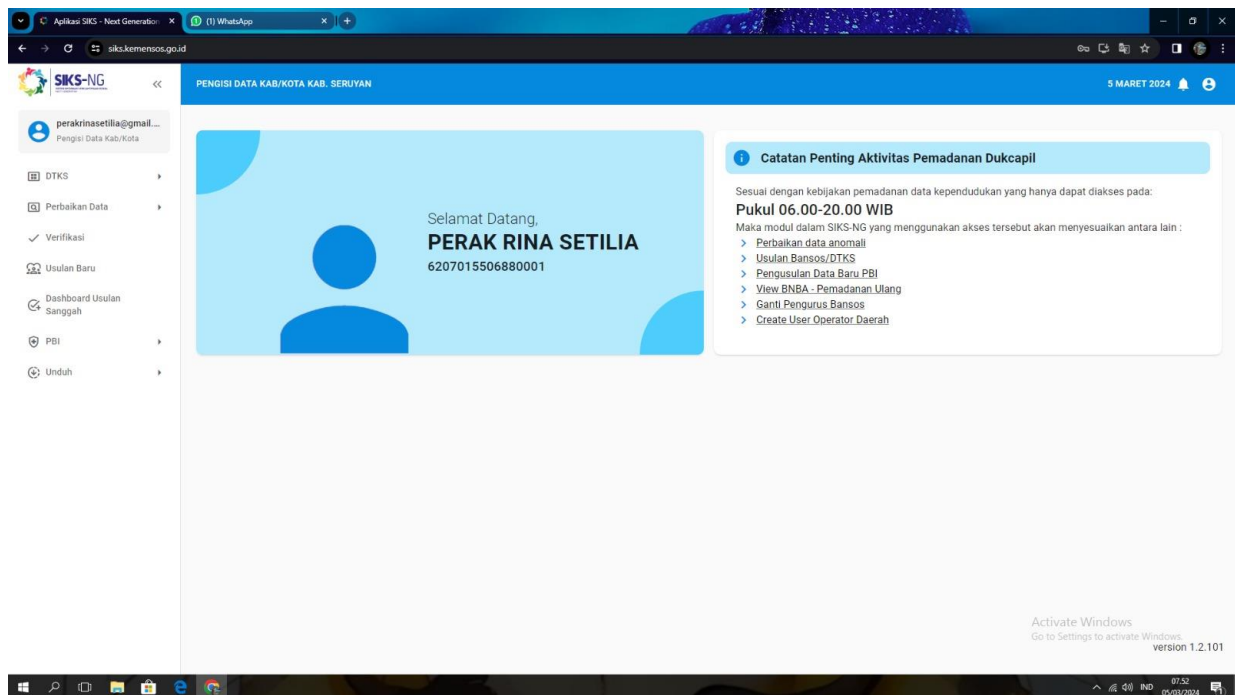 Aplikasi SIKS - Next Generation
(1) WhatsApp
siks.kemensos.go.id
SIKS-NG
PENGISI DATA KAB/KOTA KAB. SERUYAN
5 MARET 2024
perakrinasetilia@gmail....
Pengisi Data Kab/Kota
DTKS
Perbaikan Data
Verifikasi
Usulan Baru
Dashboard Usulan
Sanggah
PBI
Unduh
Selamat Datang,
PERAK RINA SETILIA
6207015506880001
Catatan Penting Aktivitas Pemadanan Dukcapil
Sesuai dengan kebijakan pemadanan data kependudukan yang hanya dapat diakses pada:
Pukul 06.00-20.00 WIB
Maka modul dalam SIKS-NG yang menggunakan akses tersebut akan menyesuaikan antara lain :
Perbaikan data anomali
Usulan Bansos/DTKS
Pengusulan Data Baru PBI
View BNBA - Pemadanan Ulang
Ganti Pengurus Bansos
Create User Operator Daerah
Activate Windows
Go to Settings to activate Windows.
version 1.2.101
IND
07.52
05/03/2024